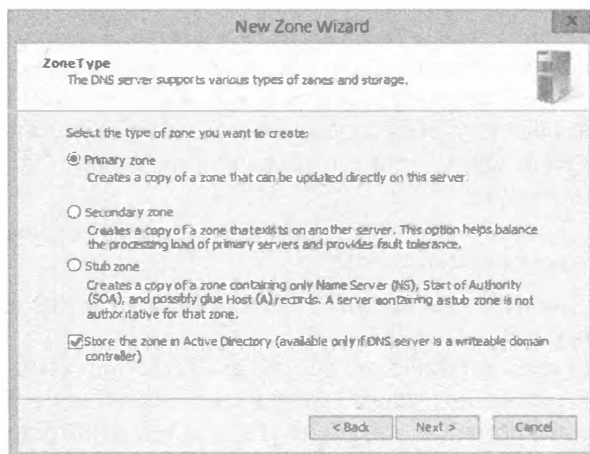 New Zone Wizard
X
Zone Type
The DNS server supports various types of zones and storage.
Select the type of zone you want to create:
Primary zone
Creates a copy of a zone that can be updated directly on this server.
Secondary zone
Creates a copy of a zone that exists on another server. This option helps balance
the processing load of primary servers and provides fault tolerance.
Stub zone
Creates a copy of a zone containing only Name Server (NS), Start of Authority
(SOA), and possibly glue Host (A) records. A server containing a stub zone is not
authoritative for that zone.
Store the zone in Active Directory (available only if DNS server is a writeable domain
controller)
< Back
Next >
Cancel